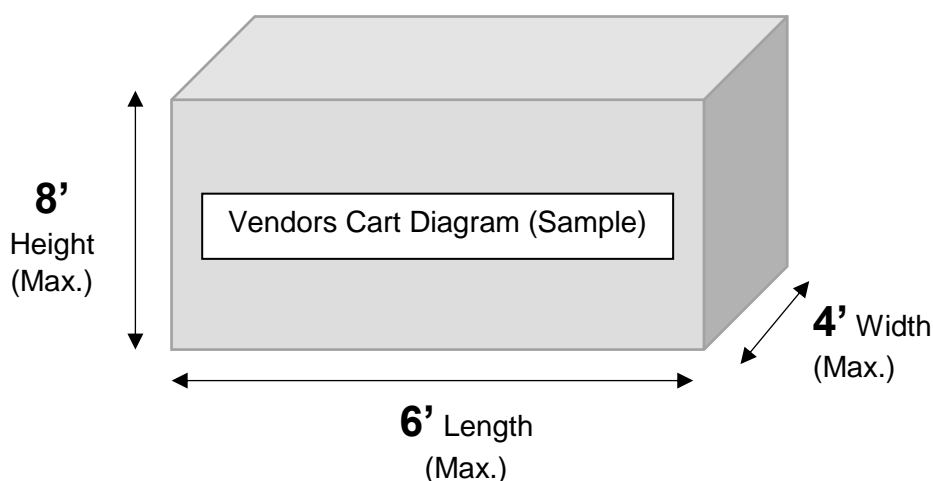 8’
Height
(Max.)
Vendors Cart Diagram (Sample)
4’ Width
(Max.)
6’ Length
(Max.)